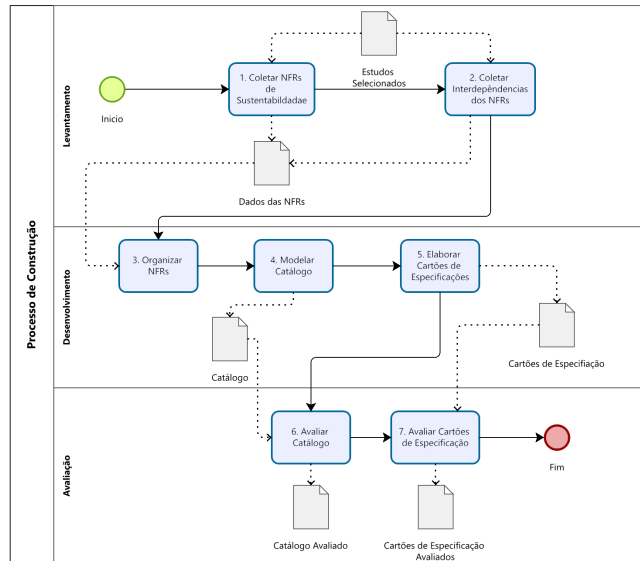 Processo de Construção
Levantamento
Inicio
1. Coletar NFRs
de
Sustentabildadae
Estudos
Selecionados
2. Coletar
Interdepêndencias
dos NFRs
Dados das NFRs
Desenvolvimento
3. Organizar
NFRs
4. Modelar
Catálogo
5. Elaborar
Cartões de
Especificações
Catálogo
Cartões de Especifiação
Avaliação
6. Avaliar
Catálogo
7. Avaliar Cartões
de Especificação
Fim
Catálogo Avaliado
Cartões de Especificação
Avaliados